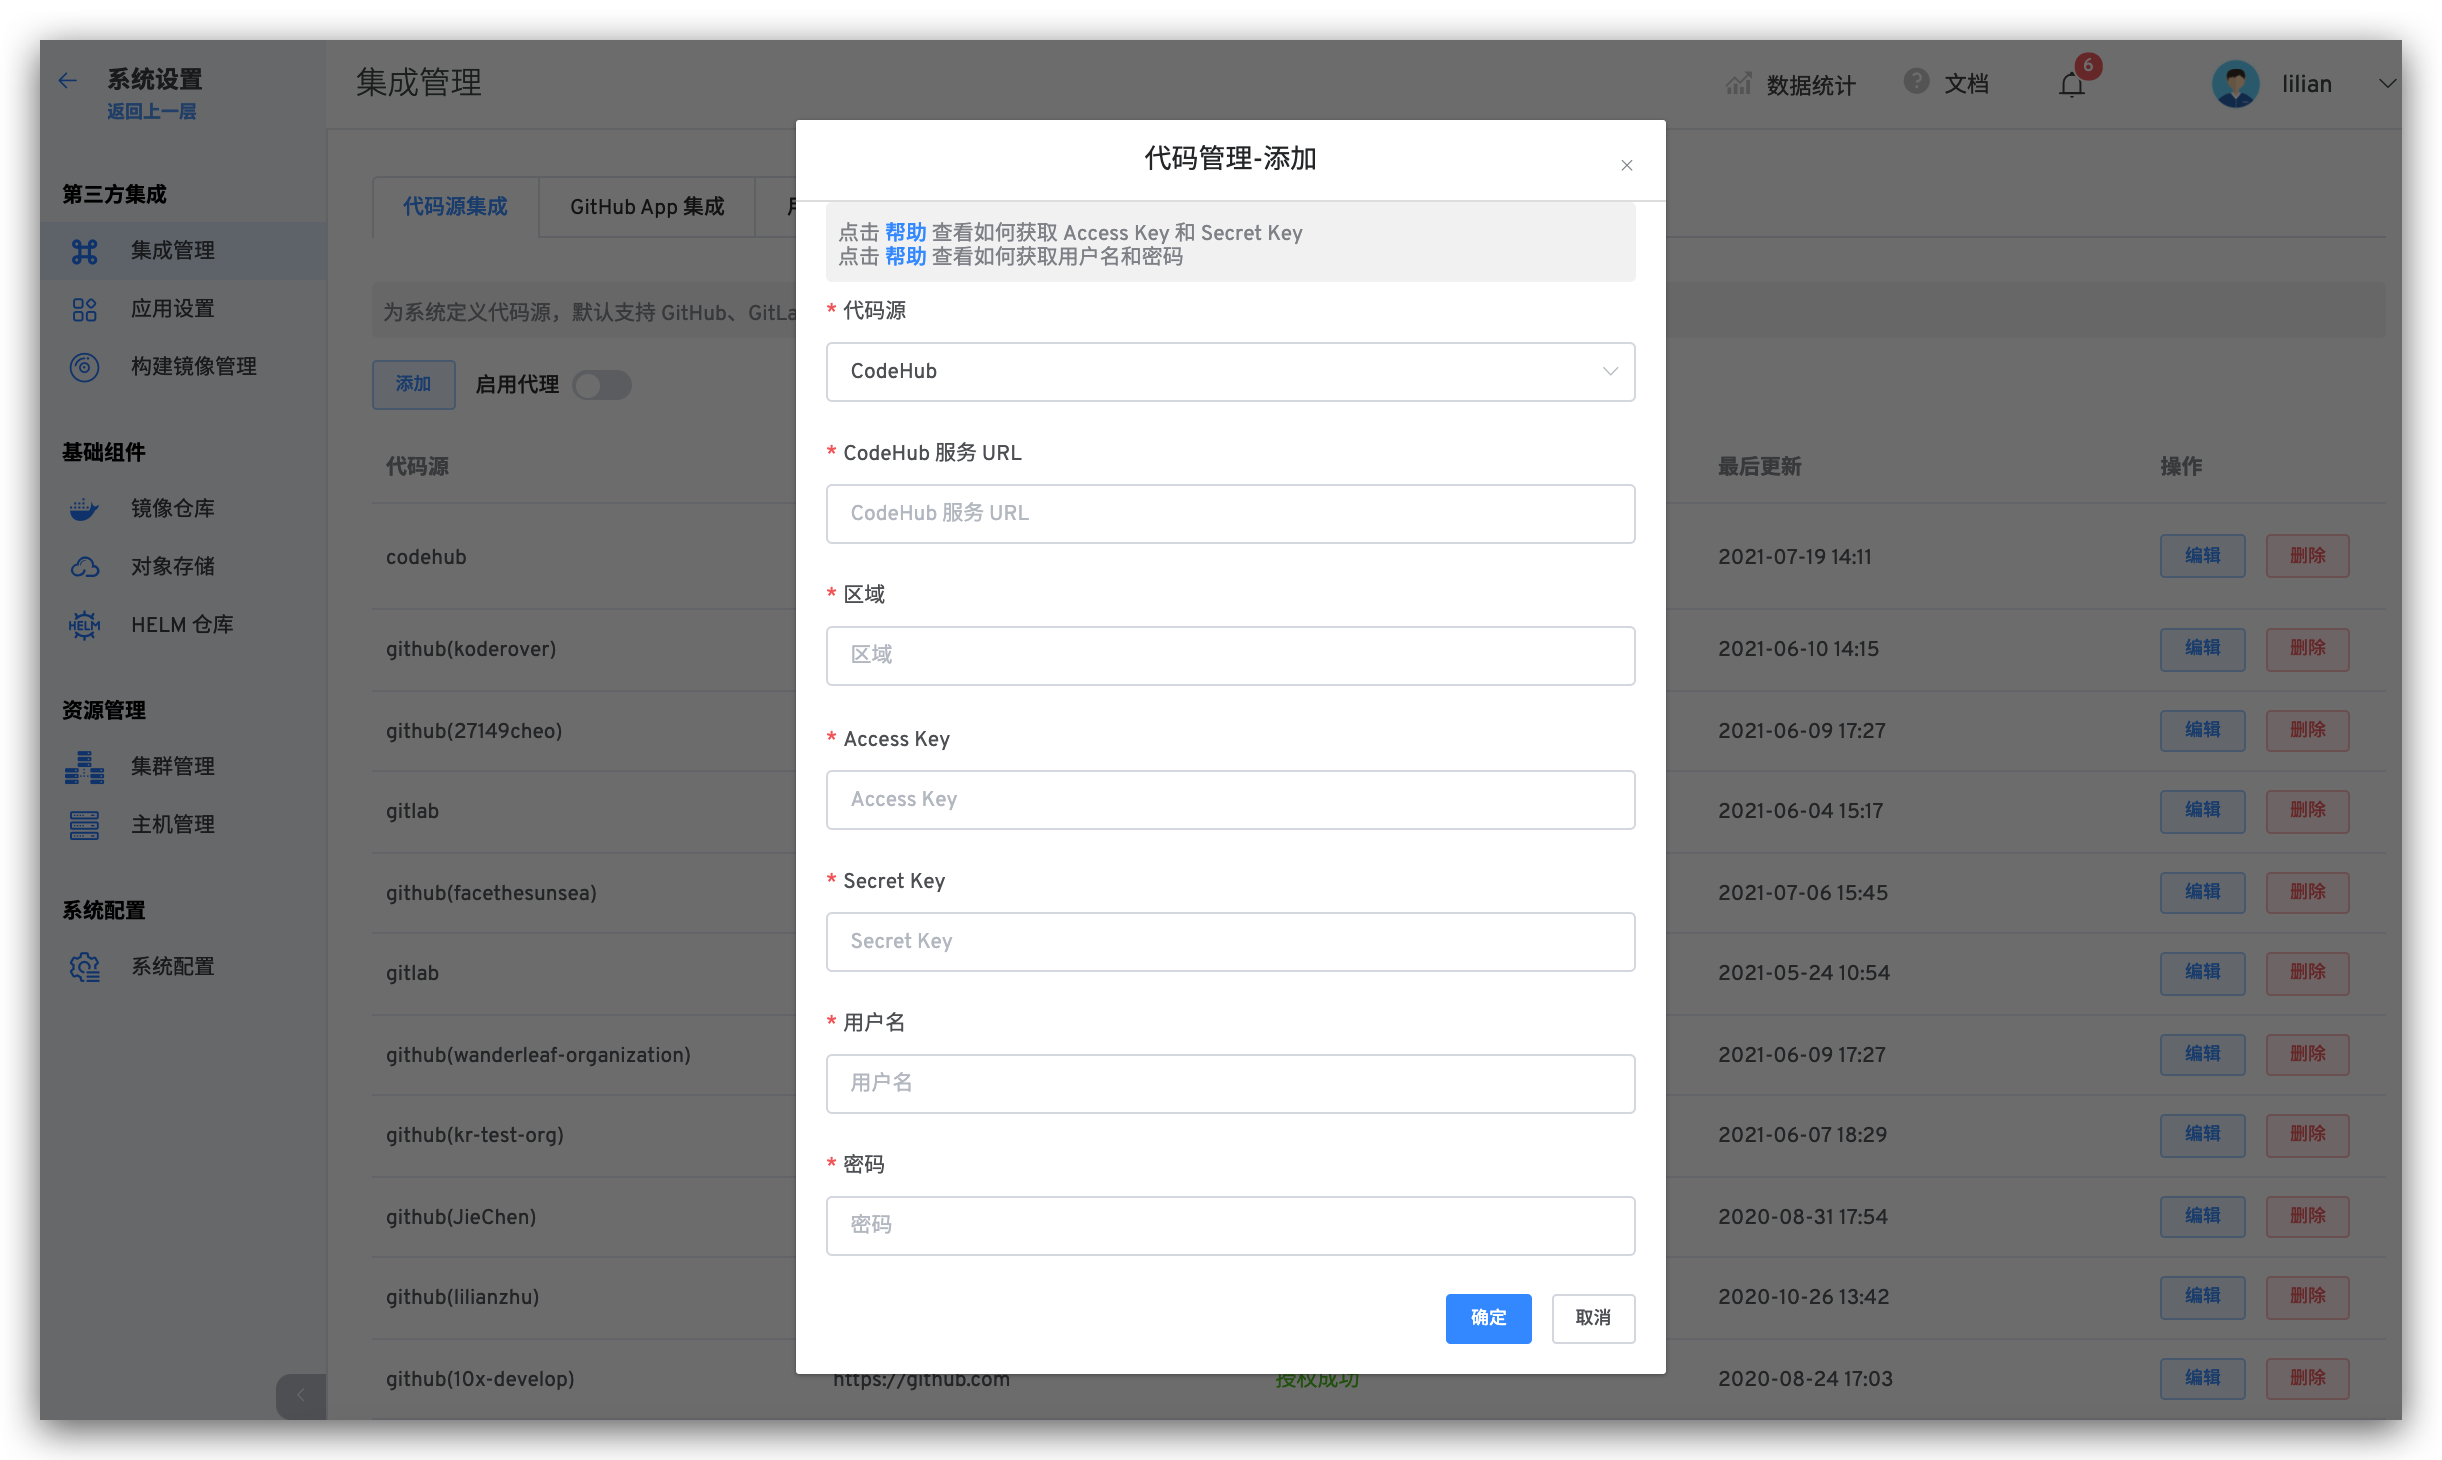 系统设置
返回上一层
第三方集成
集成管理
应用设置
构建镜像管理
基础组件
镜像仓库
对象存储
HELM
HELM 仓库
资源管理
集群管理
主机管理
系统配置
系统配置
集成管理
数据统计
文档
6
lilian
代码源集成
GitHub App 集成
为系统定义代码源，默认支持 GitHub、GitLa
添加
启用代理
代码源
最后更新
操作
codehub
2021-07-19 14:11
编辑
删除
github(koderover)
2021-06-10 14:15
编辑
删除
github(27149cheo)
2021-06-09 17:27
编辑
删除
gitlab
2021-06-04 15:17
编辑
删除
github(facethesunsea)
2021-07-06 15:45
编辑
删除
gitlab
2021-05-24 10:54
编辑
删除
github(wanderleaf-organization)
2021-06-09 17:27
编辑
删除
github(kr-test-org)
2021-06-07 18:29
编辑
删除
github(JieChen)
2020-08-31 17:54
编辑
删除
github(lilianzhu)
2020-10-26 13:42
编辑
删除
github(10x-develop)
https://github.com
授权成功
2020-08-24 17:03
编辑
删除
代码管理-添加
点击 帮助 查看如何获取 Access Key 和 Secret Key
点击 帮助 查看如何获取用户名和密码
* 代码源
CodeHub
* CodeHub 服务 URL
CodeHub 服务 URL
* 区域
区域
* Access Key
Access Key
* Secret Key
Secret Key
* 用户名
用户名
* 密码
密码
确定
取消